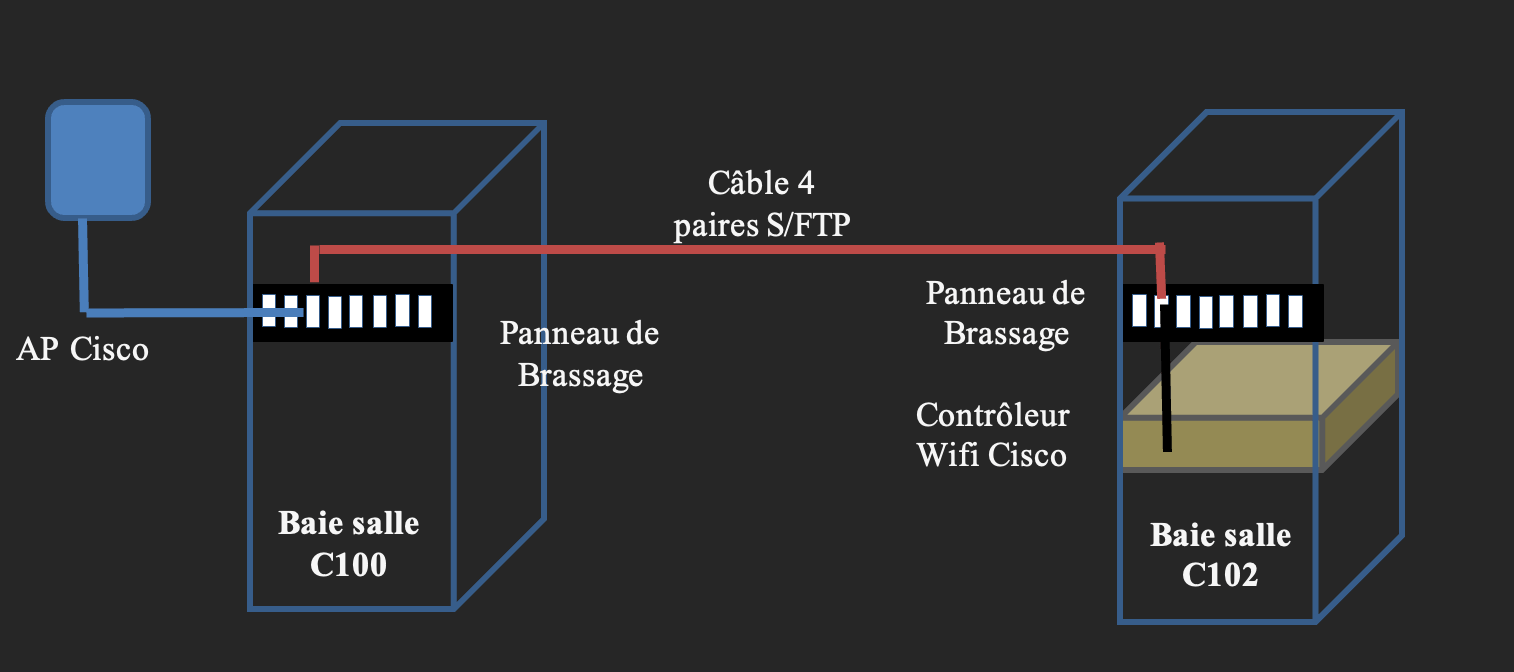 AP Cisco
Panneau de
Brassage
Baie salle
C100
Câble 4
paires S/FTP
Panneau de
Brassage
Contrôleur
Wifi Cisco
Baie salle
C102